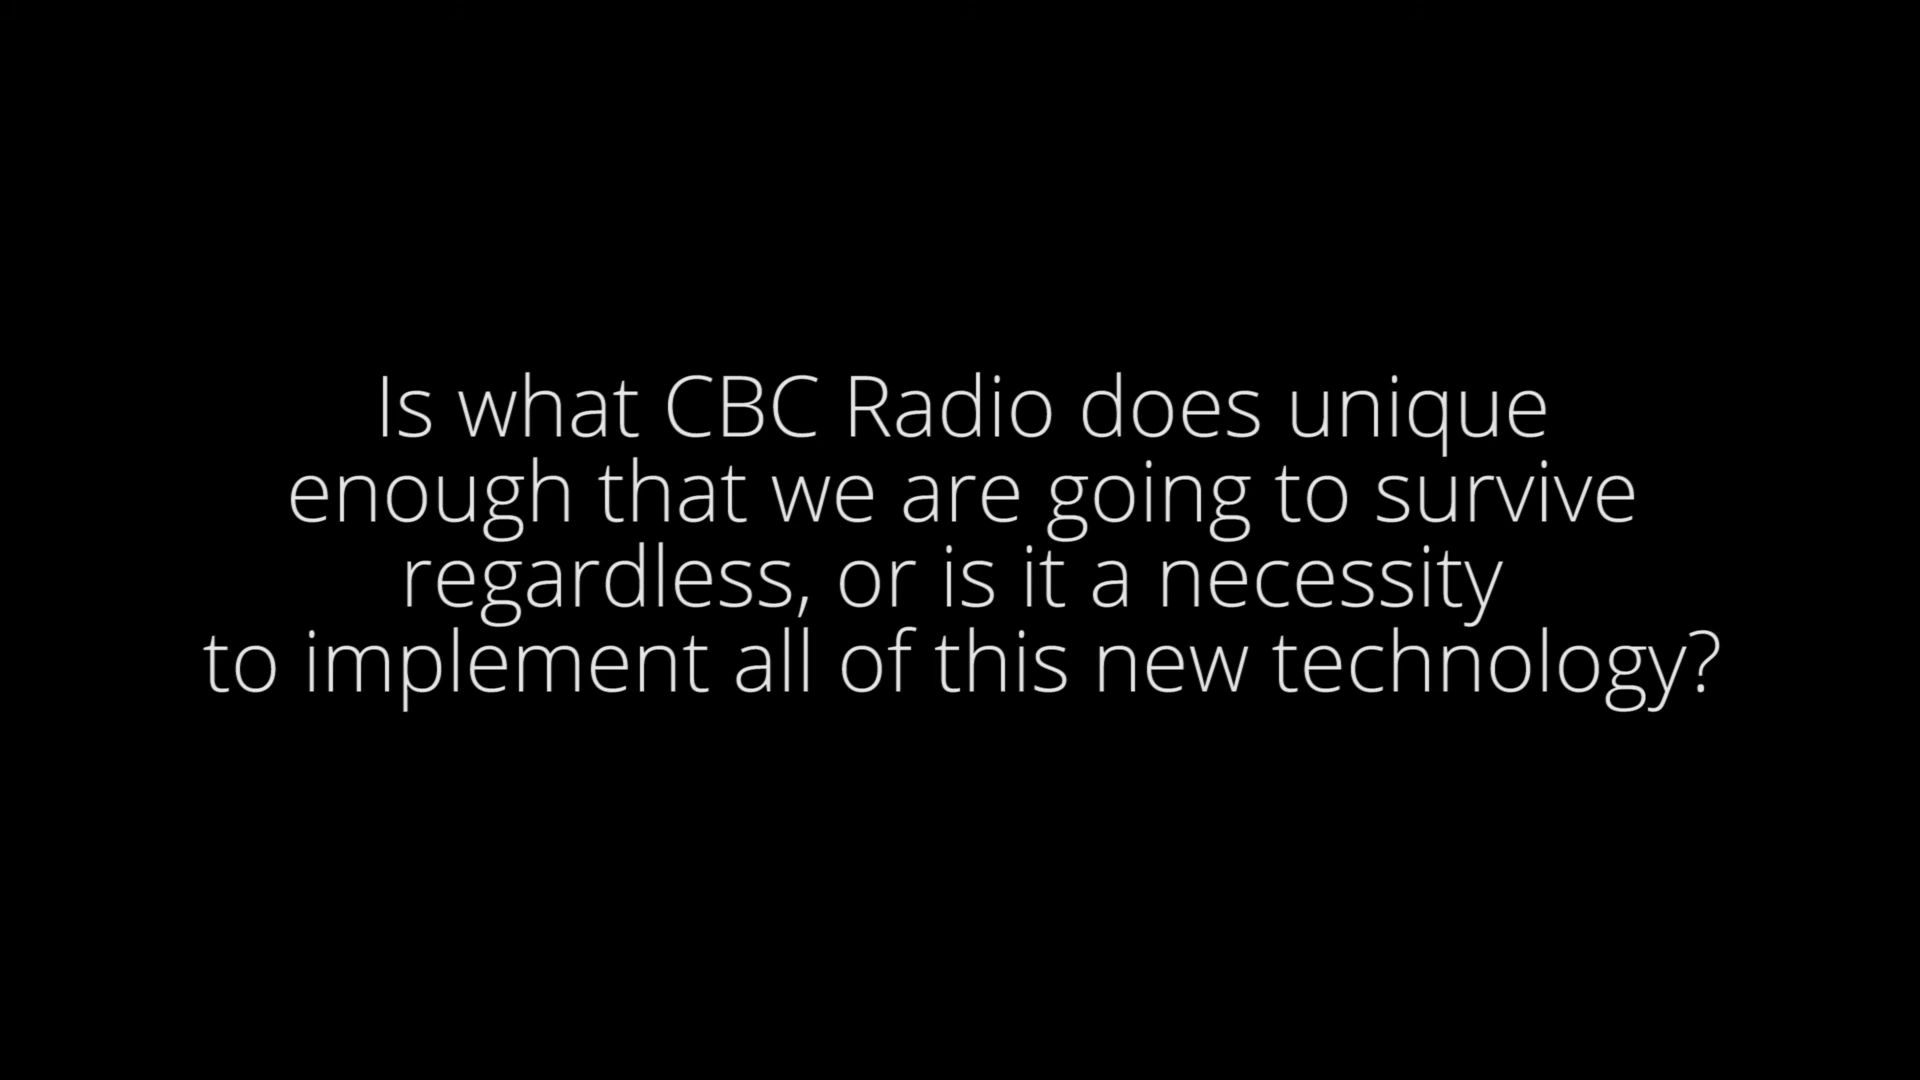 Is what CBC Radio does unique
enough that we are going to survive
regardless, or is it a necessity
to implement all of this new technology?